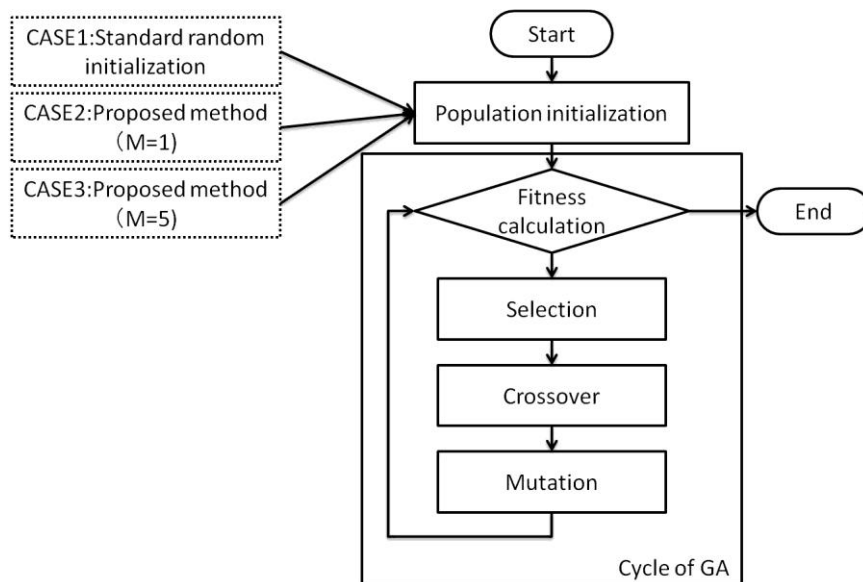 CASE1:Standard random
initialization
CASE2:Proposed method
（M=1)
CASE3:Proposed method
（M=5)
Start
Population initialization
Fitness
calculation
End
Selection
Crossover
Mutation
Cycle of GA